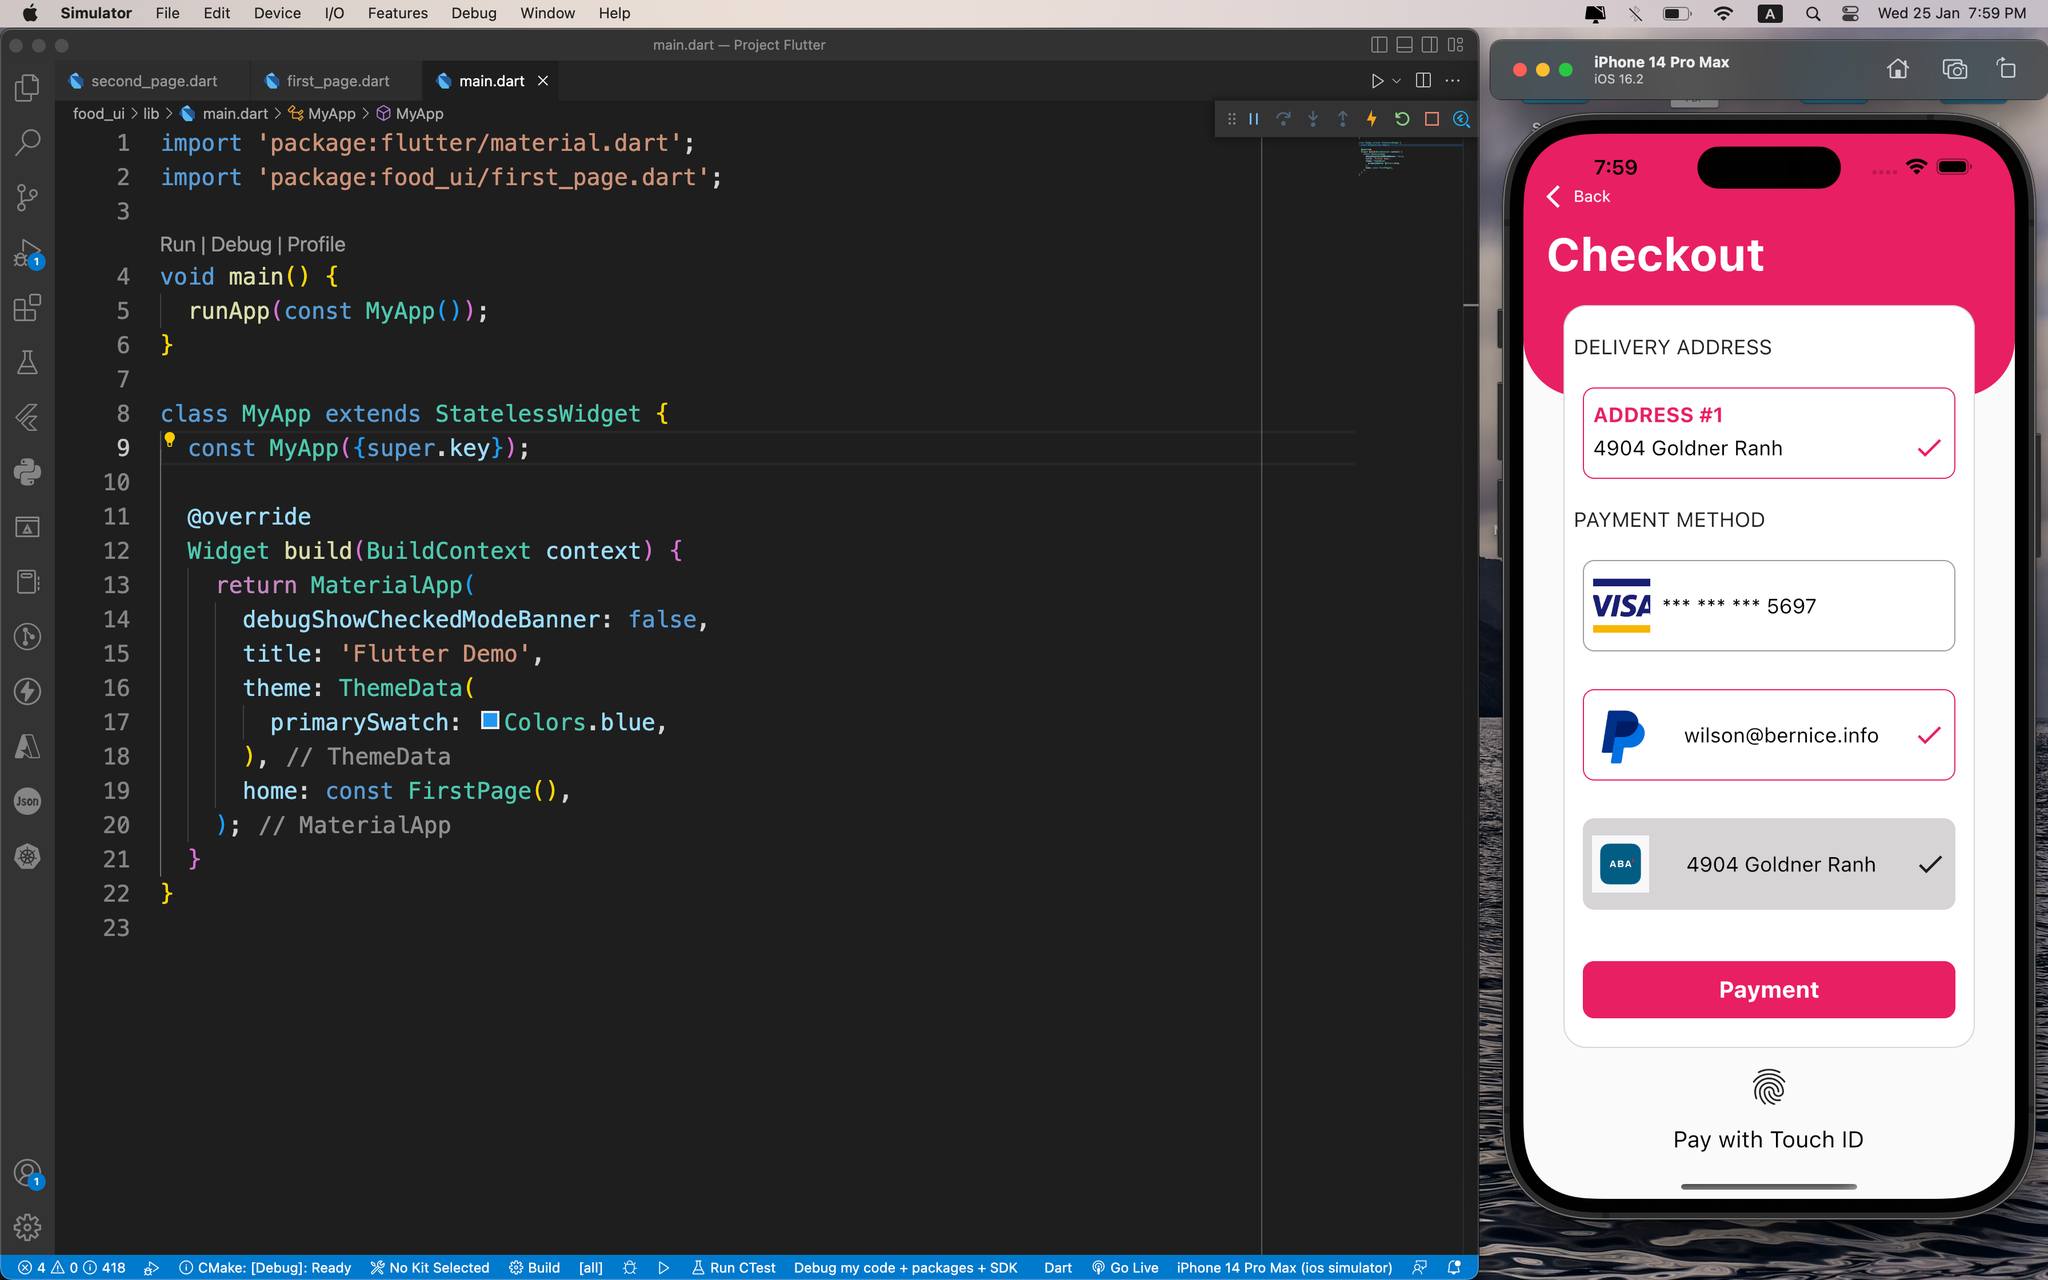 Simulator File Edit Device I/O Features Debug Window Help
A Wed 25 Jan 7:59 PM
main.dart — Project Flutter
second_page.dart first_page.dart main.dart
food_ui lib main.dart MyApp MyApp
1 import 'package:flutter/material.dart';
2 import 'package:food_ui/first_page.dart';
3
Run | Debug | Profile
4 void main() {
5 runApp(const MyApp());
6 }
7
8 class MyApp extends StatelessWidget {
9 const MyApp({super.key});
10
11 @override
12 Widget build(BuildContext context) {
13 return MaterialApp(
14 debugShowCheckedModeBanner: false,
15 title: 'Flutter Demo',
16 theme: ThemeData(
17 primarySwatch: Colors.blue,
18 ), // ThemeData
19 home: const FirstPage(),
20 ); // MaterialApp
21 }
22 }
23
1
Json
1
4 0 418 CMake: [Debug]: Ready No Kit Selected Build [all] Run CTest Debug my code + packages + SDK Dart Go Live iPhone 14 Pro Max (ios simulator)
iPhone 14 Pro Max
iOS 16.2
7:59
Back
Checkout
DELIVERY ADDRESS
ADDRESS #1
4904 Goldner Ranh
PAYMENT METHOD
VISA *** *** *** 5697
wilson@bernice.info
ABA 4904 Goldner Ranh
Payment
Pay with Touch ID